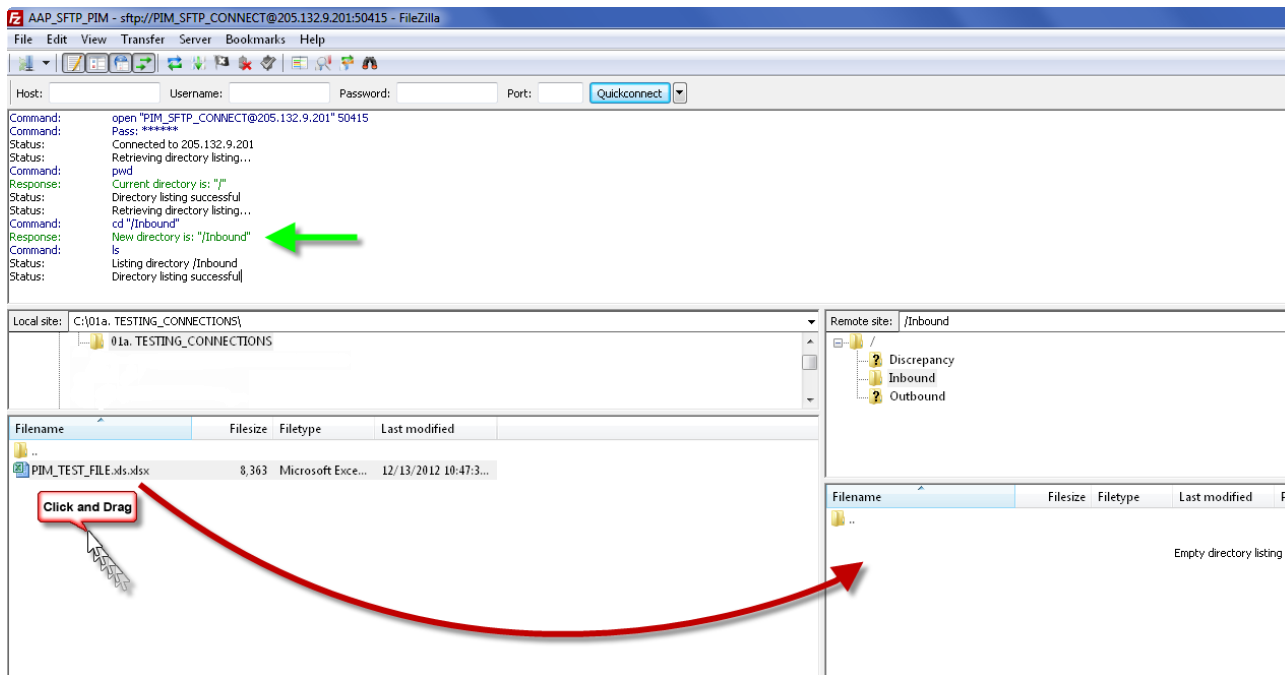 AAP_SFTP_PIM - sftp://PIM_SFTP_CONNECT@205.132.9.201:50415 - FileZilla
File Edit View Transfer Server Bookmarks Help
Host: Username: Password: Port: Quickconnect
Command: open "PIM_SFTP_CONNECT@205.132.9.201" 50415
Command: Pass: ******
Status: Connected to 205.132.9.201
Status: Retrieving directory listing...
Command: pwd
Response: Current directory is: "/"
Status: Directory listing successful
Status: Retrieving directory listing...
Command: cd "/Inbound"
Response: New directory is: "/Inbound"
Command: ls
Status: Listing directory /Inbound
Status: Directory listing successful
Local site: C:\01a. TESTING_CONNECTIONS\
01a. TESTING_CONNECTIONS
Filename Filesize Filetype Last modified
..
PIM_TEST_FILE.xls.xlsx 8,363 Microsoft Exce... 12/13/2012 10:47:3...
Click and Drag
Remote site: /Inbound
/
Discrepancy
Inbound
Outbound
Filename Filesize Filetype Last modified
..
Empty directory listing